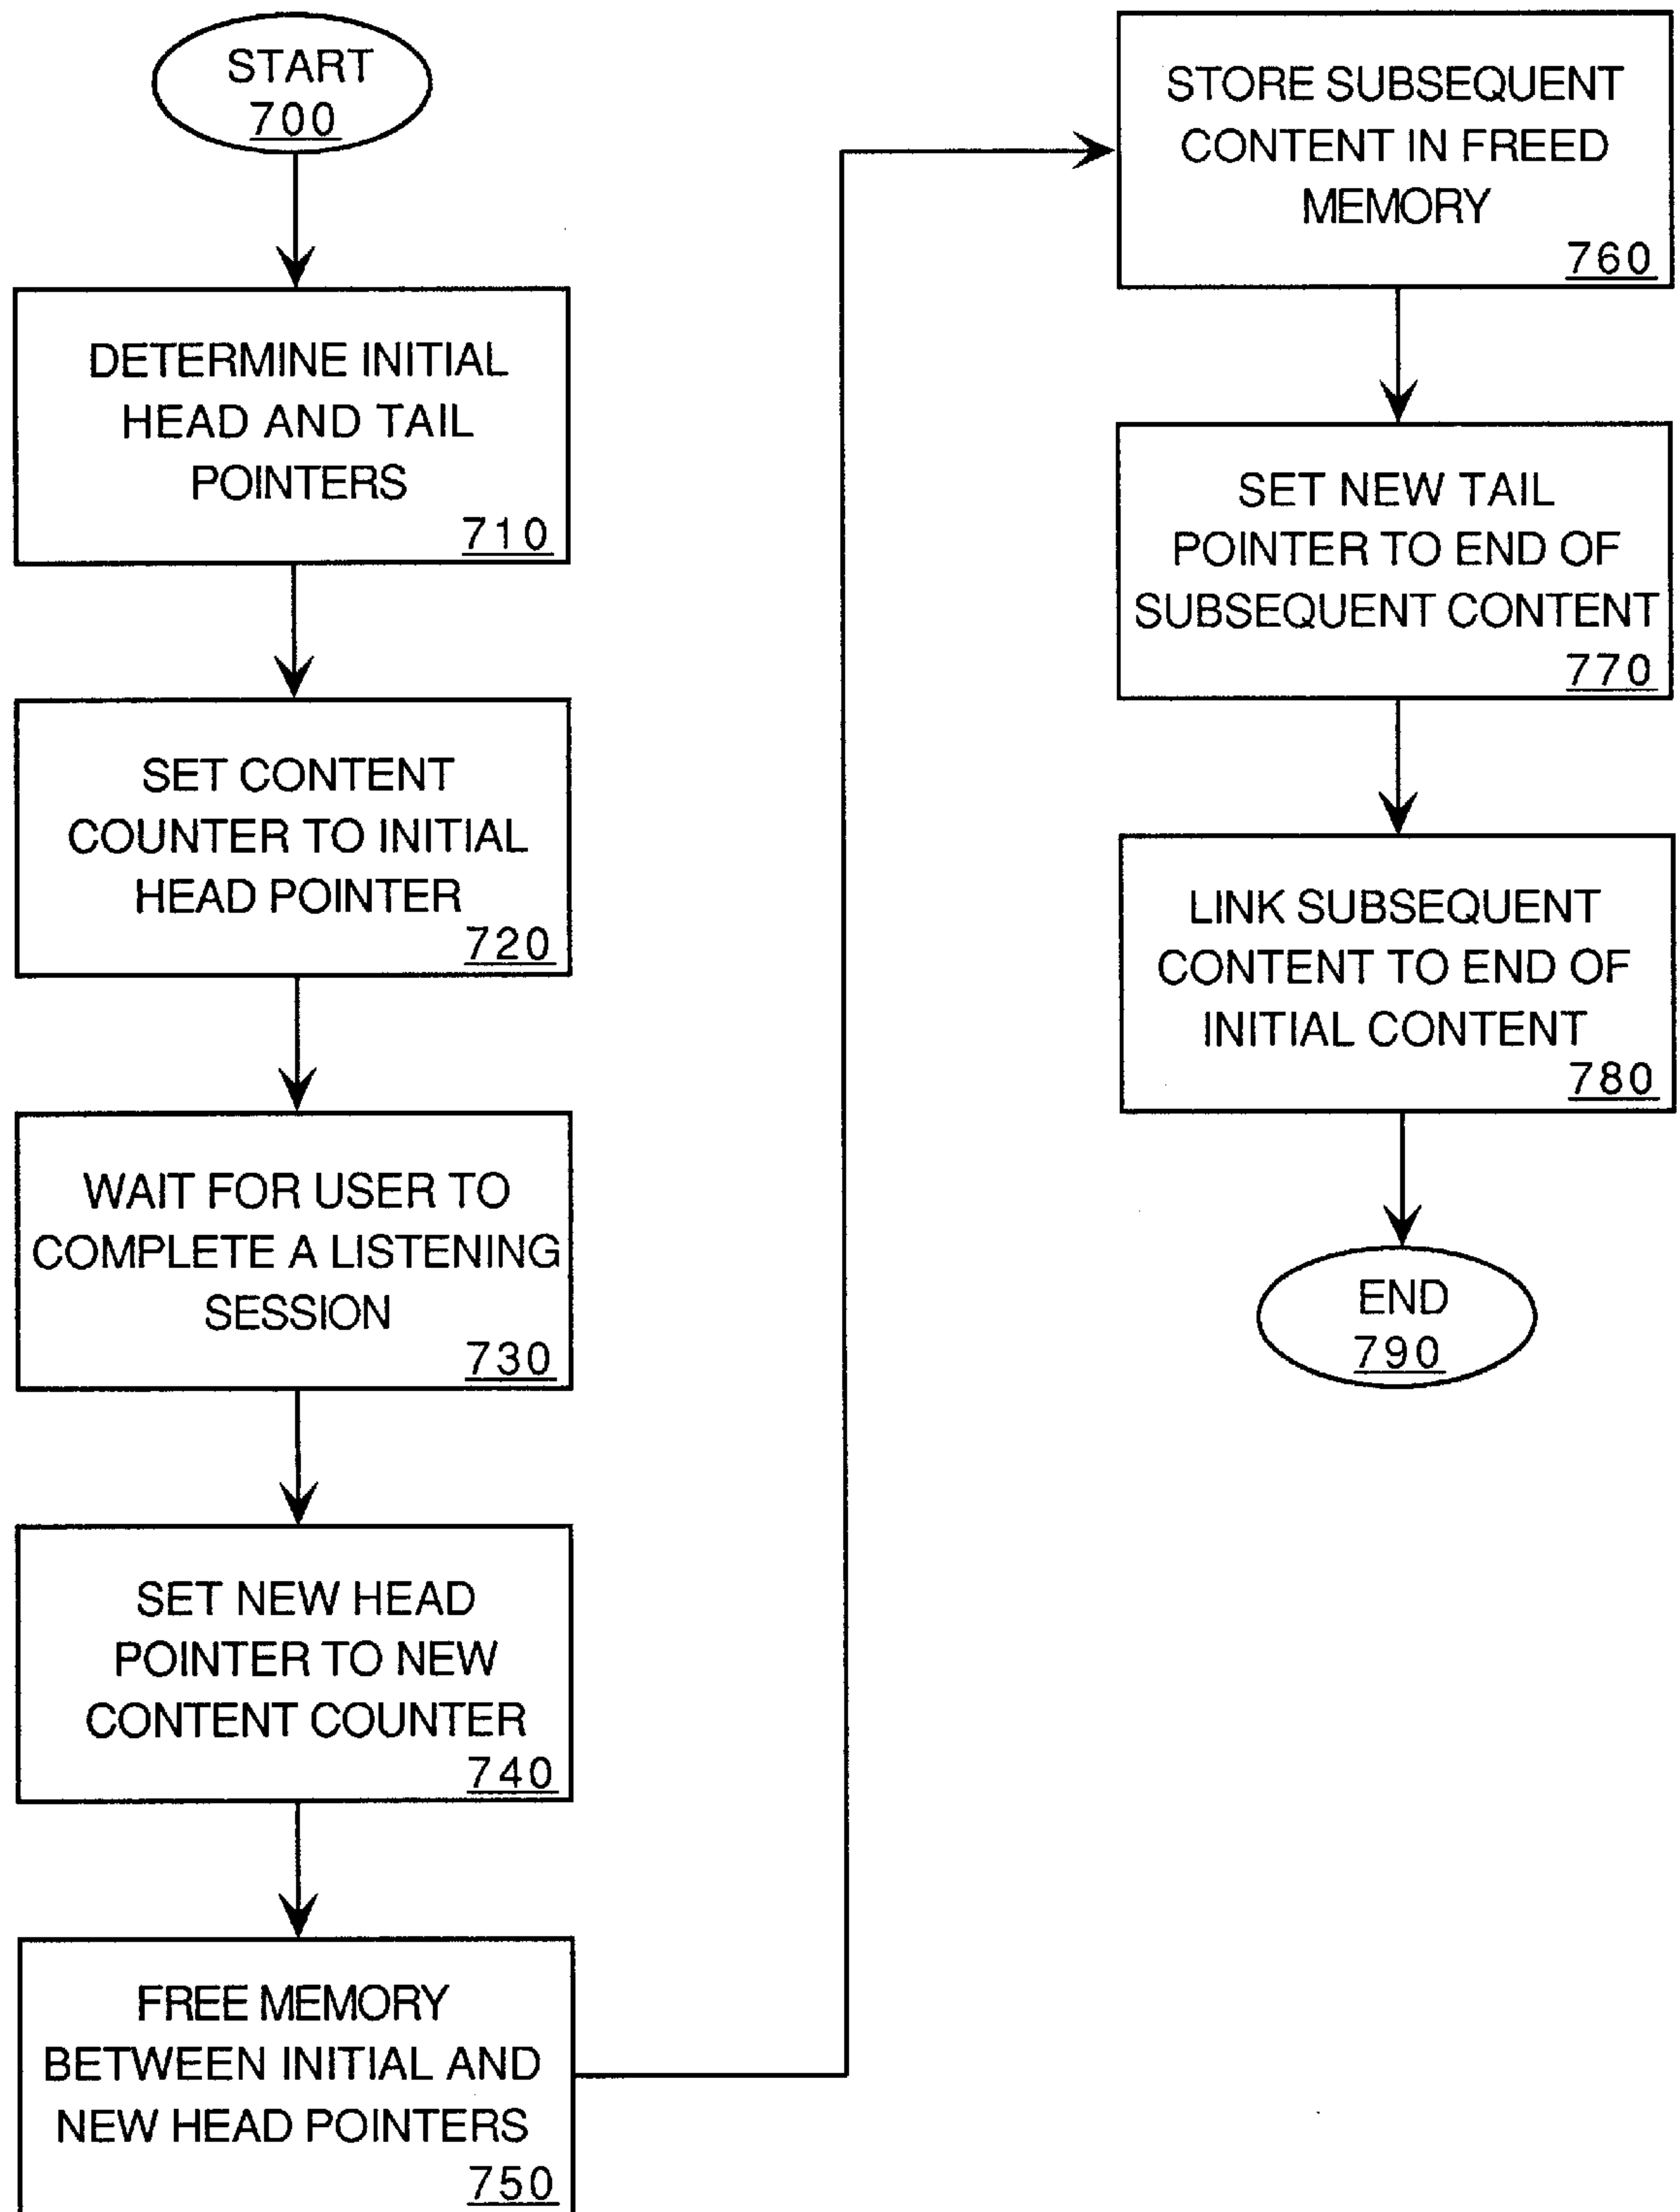 START
700
DETERMINE INITIAL
HEAD AND TAIL
POINTERS
710
SET CONTENT
COUNTER TO INITIAL
HEAD POINTER
720
WAIT FOR USER TO
COMPLETE A LISTENING
SESSION
730
SET NEW HEAD
POINTER TO NEW
CONTENT COUNTER
740
FREE MEMORY
BETWEEN INITIAL AND
NEW HEAD POINTERS
750
STORE SUBSEQUENT
CONTENT IN FREED
MEMORY
760
SET NEW TAIL
POINTER TO END OF
SUBSEQUENT CONTENT
770
LINK SUBSEQUENT
CONTENT TO END OF
INITIAL CONTENT
780
END
790